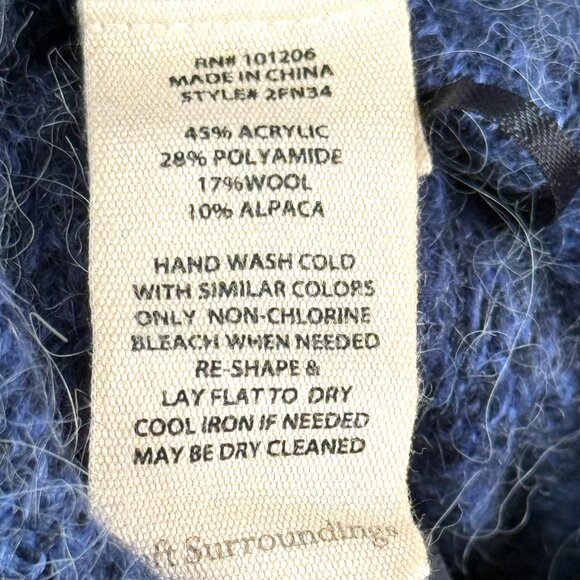 RN# 101206
MADE IN CHINA
STYLE# 2FN34
45% ACRYLIC
28% POLYAMIDE
17%WOOL
10% ALPACA
HAND WASH COLD
WITH SIMILAR COLORS
ONLY NON-CHLORINE
BLEACH WHEN NEEDED
RE-SHAPE &
LAY FLAT TO DRY
COOL IRON IF NEEDED
MAY BE DRY CLEANED
ft Surroundings